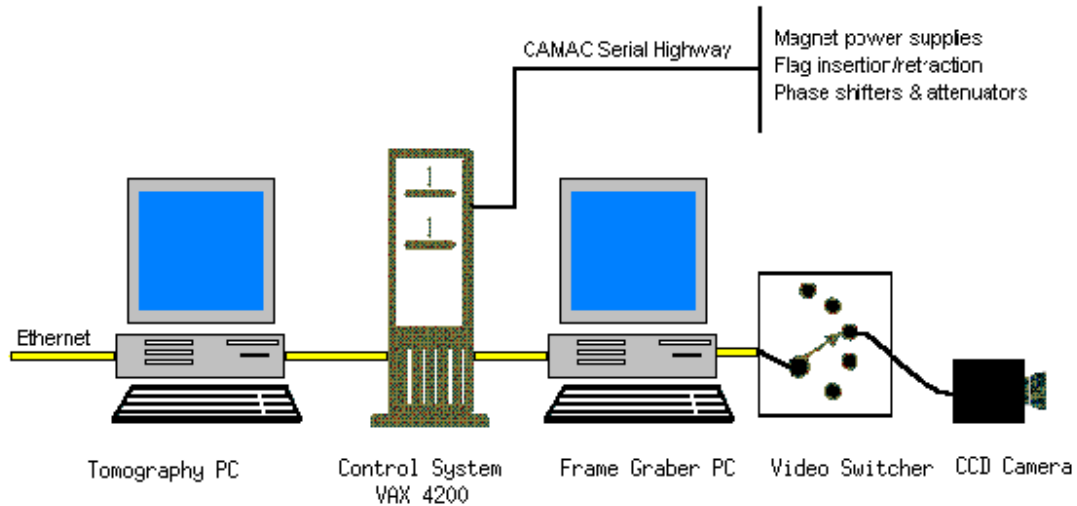 CAMAC Serial Highway
Magnet power supplies
Flag insertion/retraction
Phase shifters & attenuators
Ethernet
Tomography PC
Control System
VAX 4200
Frame Graber PC
Video Switcher
CCD Camera